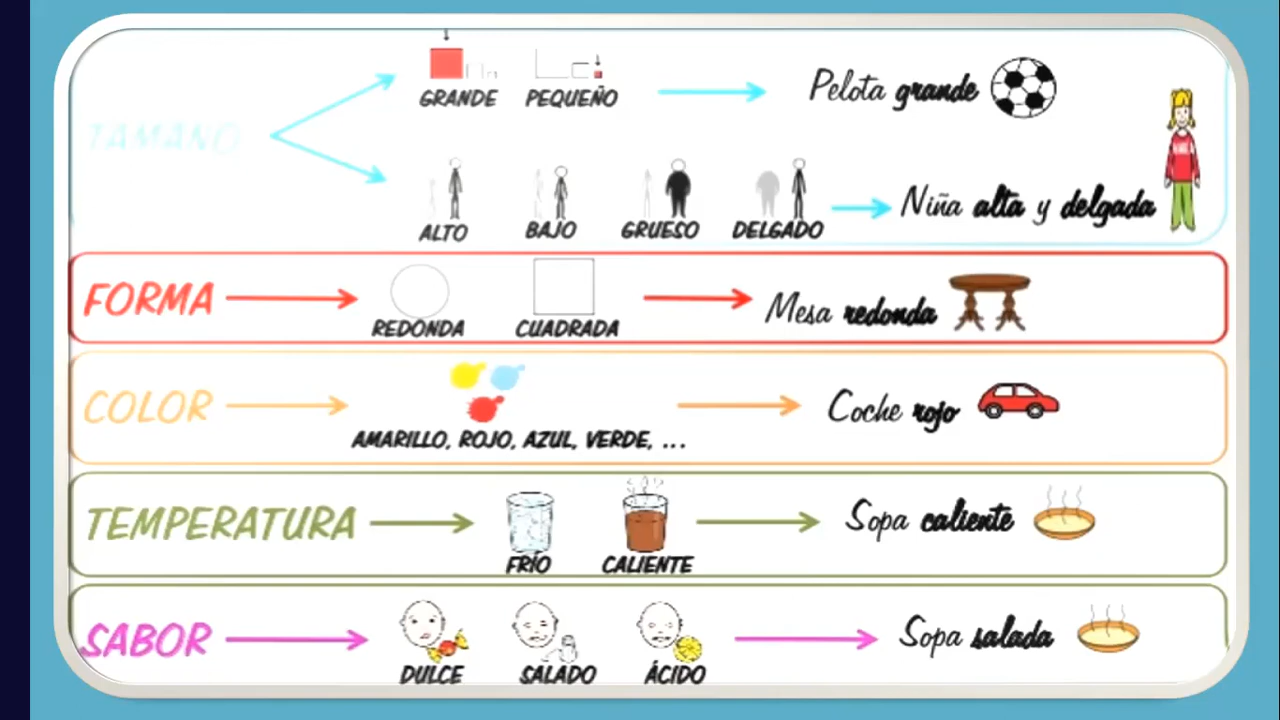 TAMAÑO
GRANDE PEQUEÑO
Pelota grande
ALTO BAJO GRUESO DELGADO
Niña alta y delgada
FORMA
REDONDA CUADRADA
Mesa redonda
COLOR
AMARILLO, ROJO, AZUL, VERDE, ...
Coche rojo
TEMPERATURA
FRÍO CALIENTE
Sopa caliente
SABOR
DULCE SALADO ÁCIDO
Sopa salada